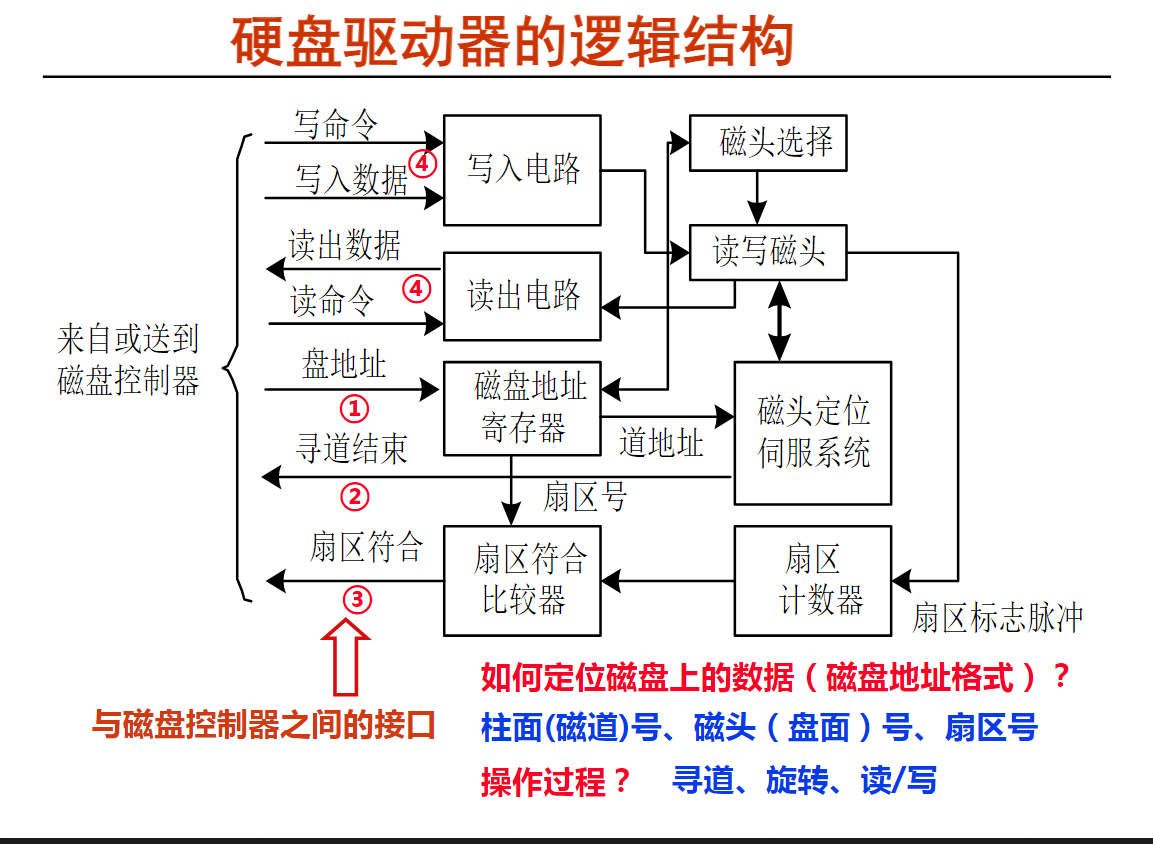 硬盘驱动器的逻辑结构
写命令
④
写入数据
写入电路
磁头选择
读写磁头
读出数据
④
读命令
读出电路
来自或送到
磁盘控制器
盘地址
①
磁盘地址
寄存器
道地址
磁头定位
伺服系统
寻道结束
②
扇区号
扇区符合
③
扇区符合
比较器
扇区
计数器
扇区标志脉冲
与磁盘控制器之间的接口
如何定位磁盘上的数据(磁盘地址格式)?
柱面(磁道)号、磁头(盘面)号、扇区号
操作过程? 寻道、旋转、读/写